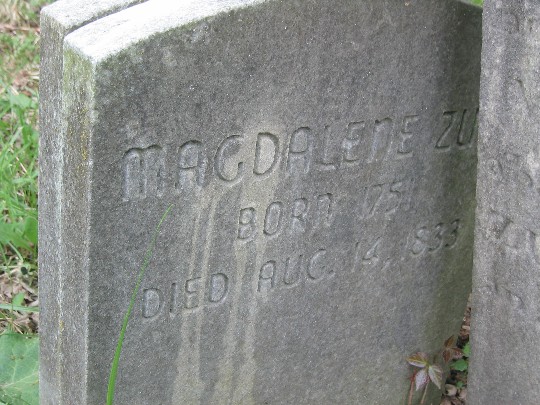 MAGDALENE ZU
BORN 1751
DIED AUG. 14, 1833